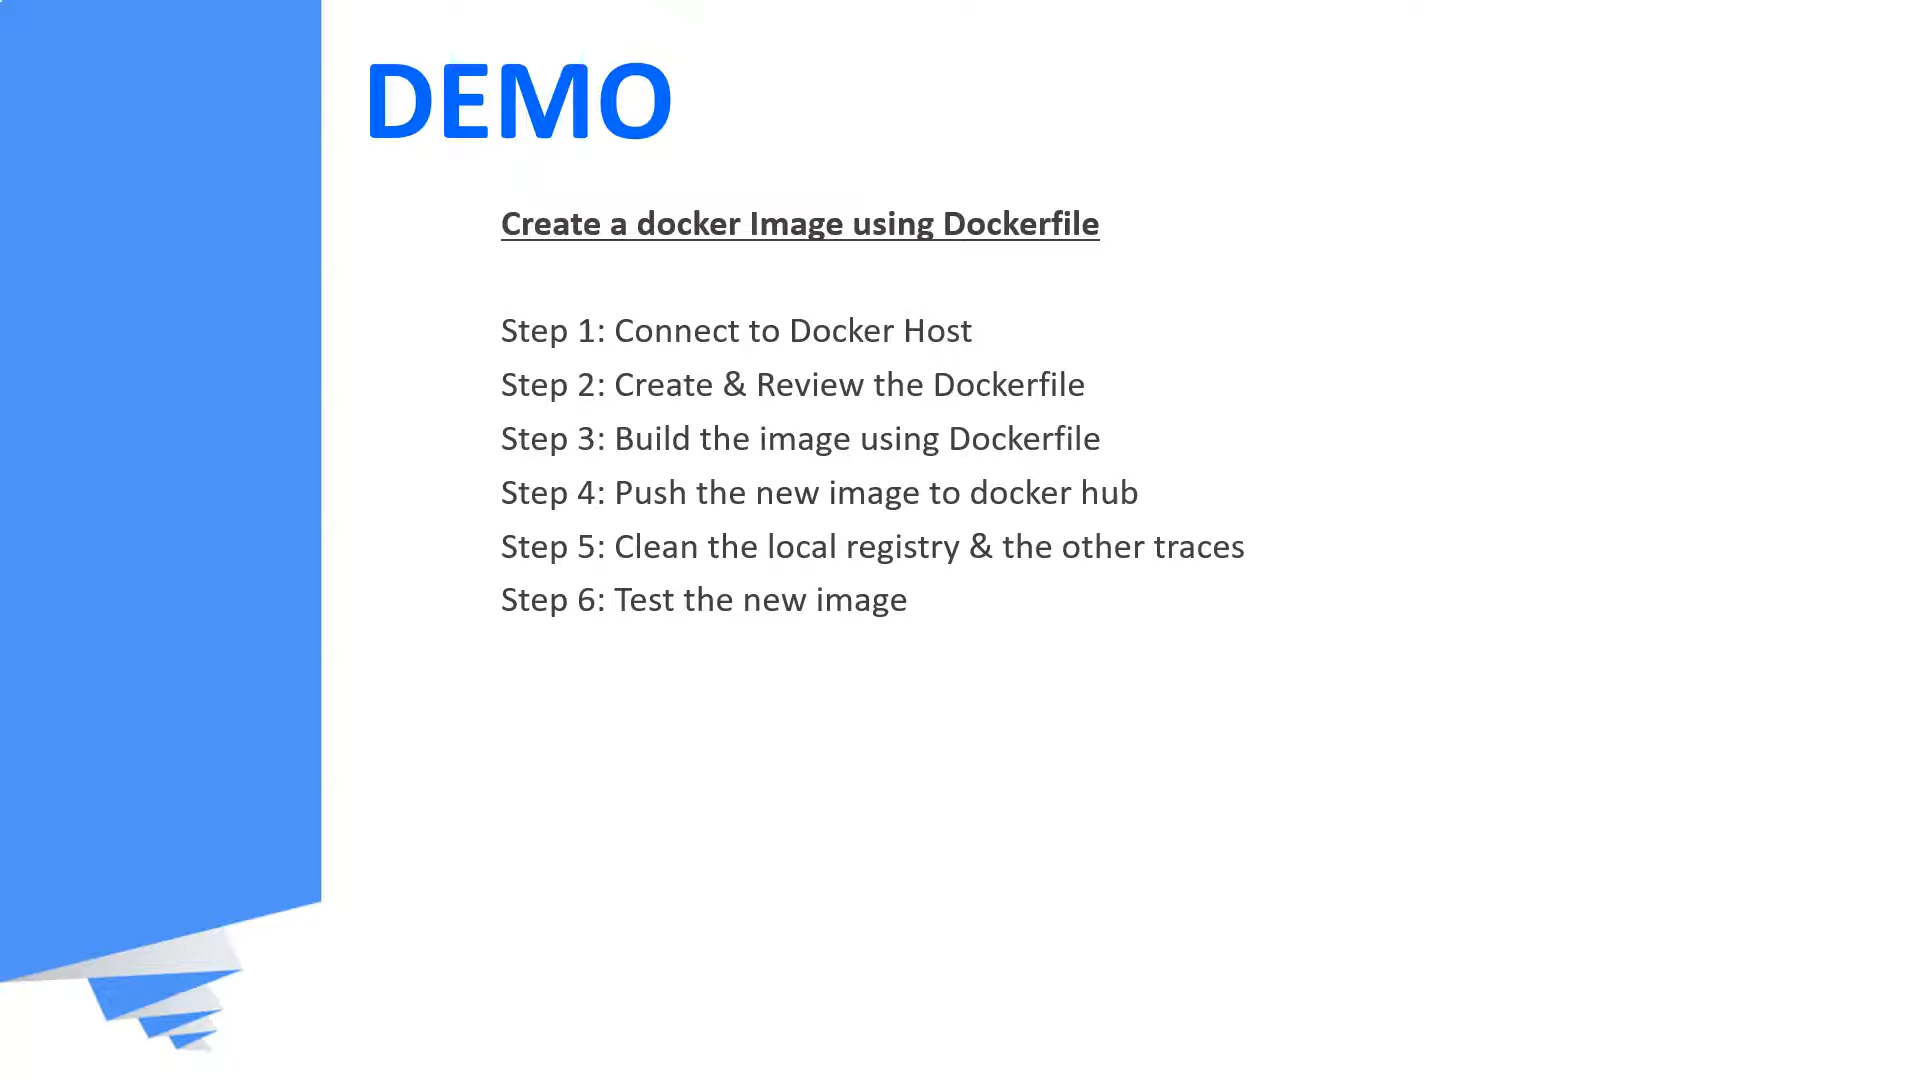 DEMO
Create a docker Image using Dockerfile
Step 1: Connect to Docker Host
Step 2: Create & Review the Dockerfile
Step 3: Build the image using Dockerfile
Step 4: Push the new image to docker hub
Step 5: Clean the local registry & the other traces
Step 6: Test the new image